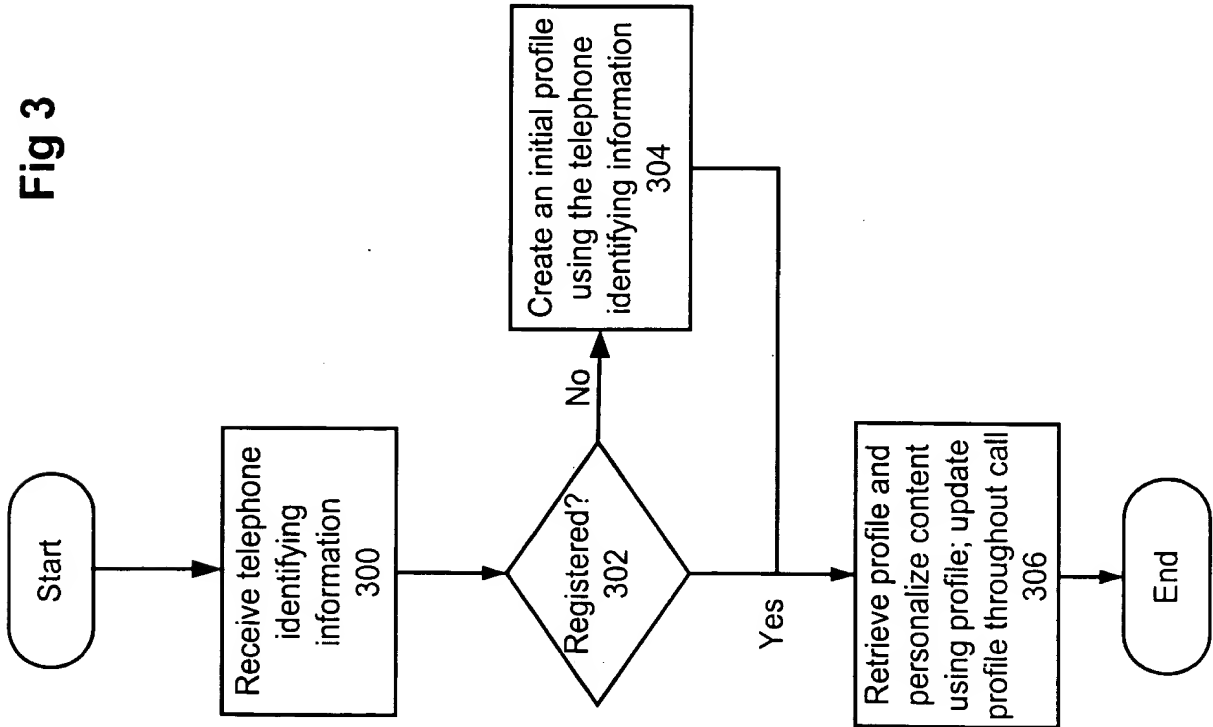 Fig 3
Start
Receive telephone
identifying
information
300
Registered?
302
No
Create an initial profile
using the telephone
identifying information
304
Yes
Retrieve profile and
personalize content
using profile; update
profile throughout call
306
End